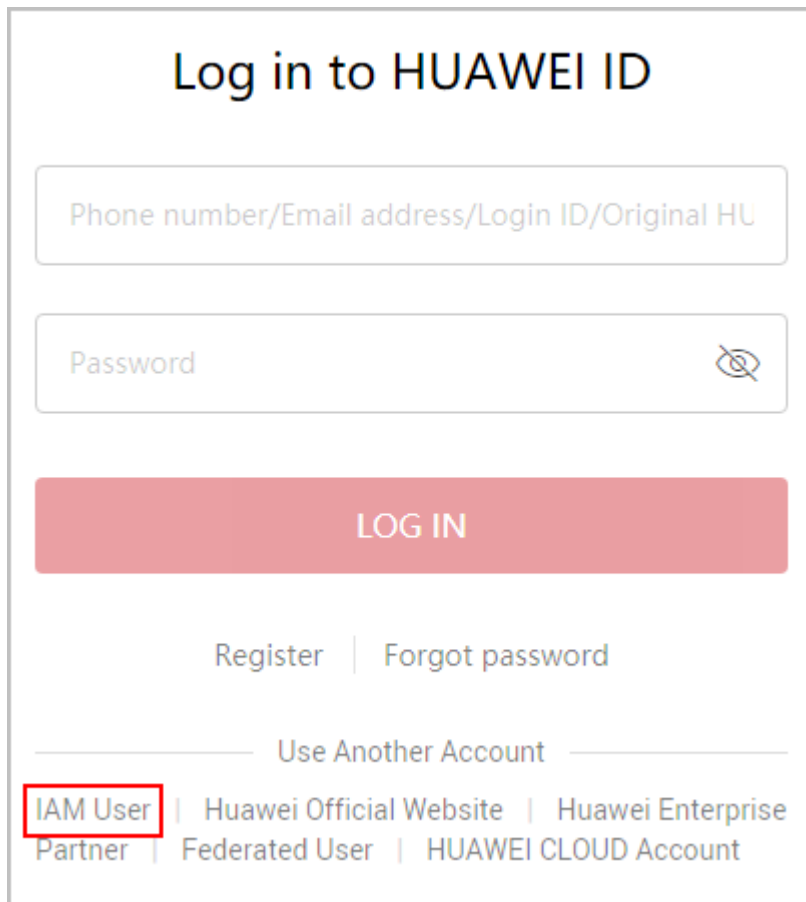 Log in to HUAWEI ID
Phone number/Email address/Login ID/Original HU
Password
LOG IN
Register | Forgot password
Use Another Account
IAM User | Huawei Official Website | Huawei Enterprise
Partner | Federated User | HUAWEI CLOUD Account